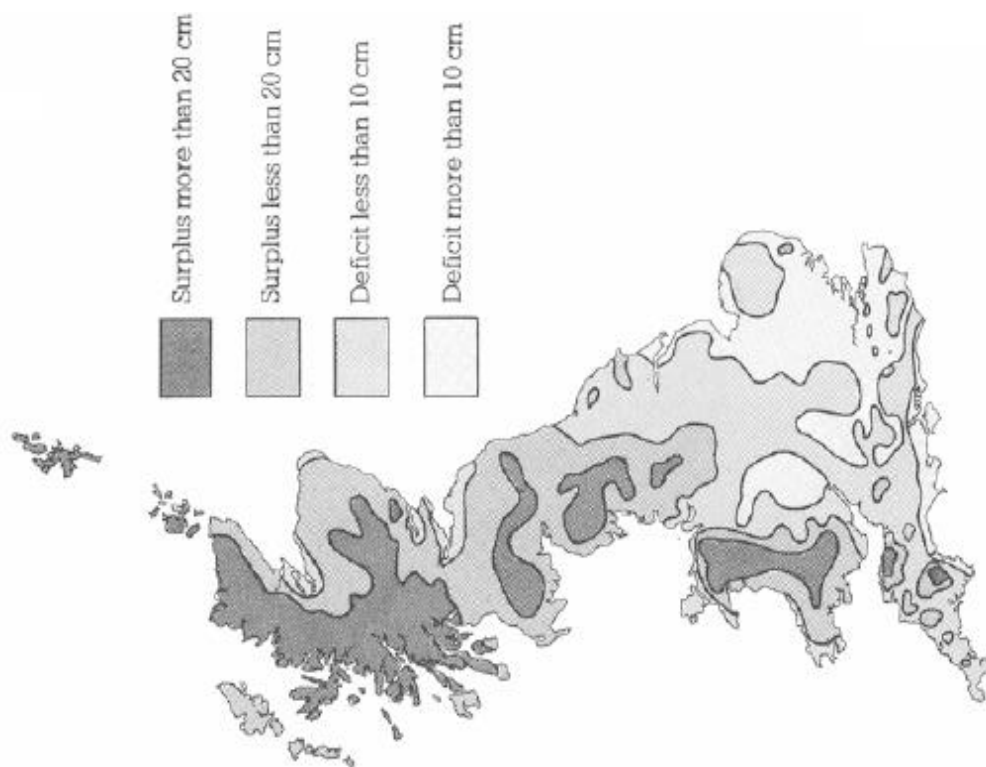 Surplus more than 20 cm
Surplus less than 20 cm
Deficit less than 10 cm
Deficit more than 10 cm